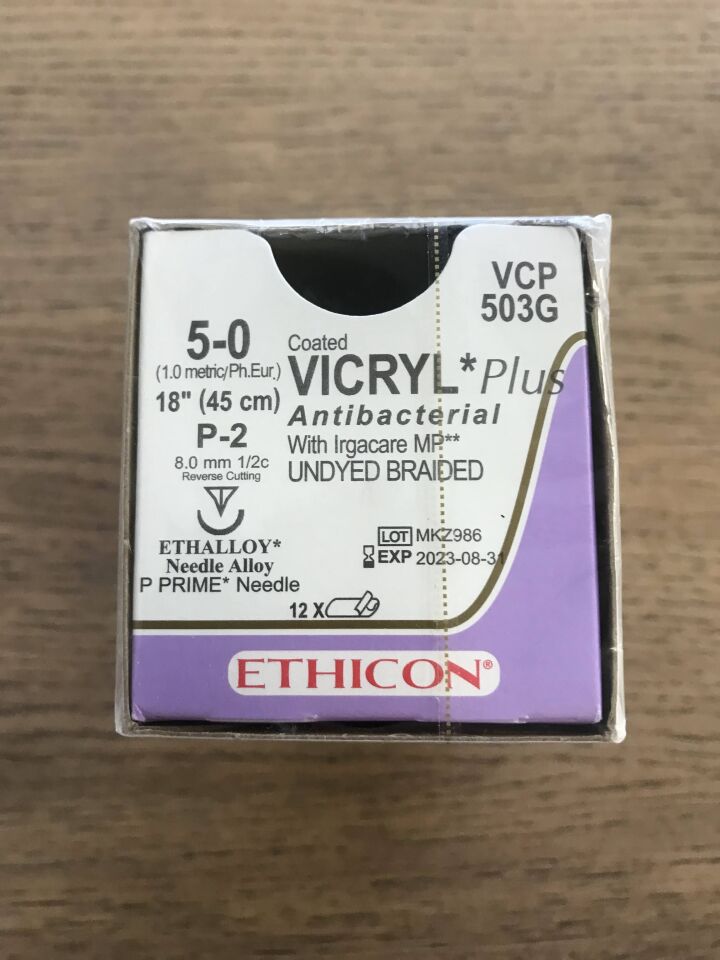 VCP
503G
5-0
(1.0 metric/Ph.Eur.)
18" (45 cm)
P-2
8.0 mm 1/2c
Reverse Cutting
ETHALLOY*
Needle Alloy
P PRIME* Needle
Coated
VICRYL* Plus
Antibacterial
With Irgacare MP**
UNDYED BRAIDED
LOT MKZ986
EXP 2023-08-31
12 X
ETHICON®